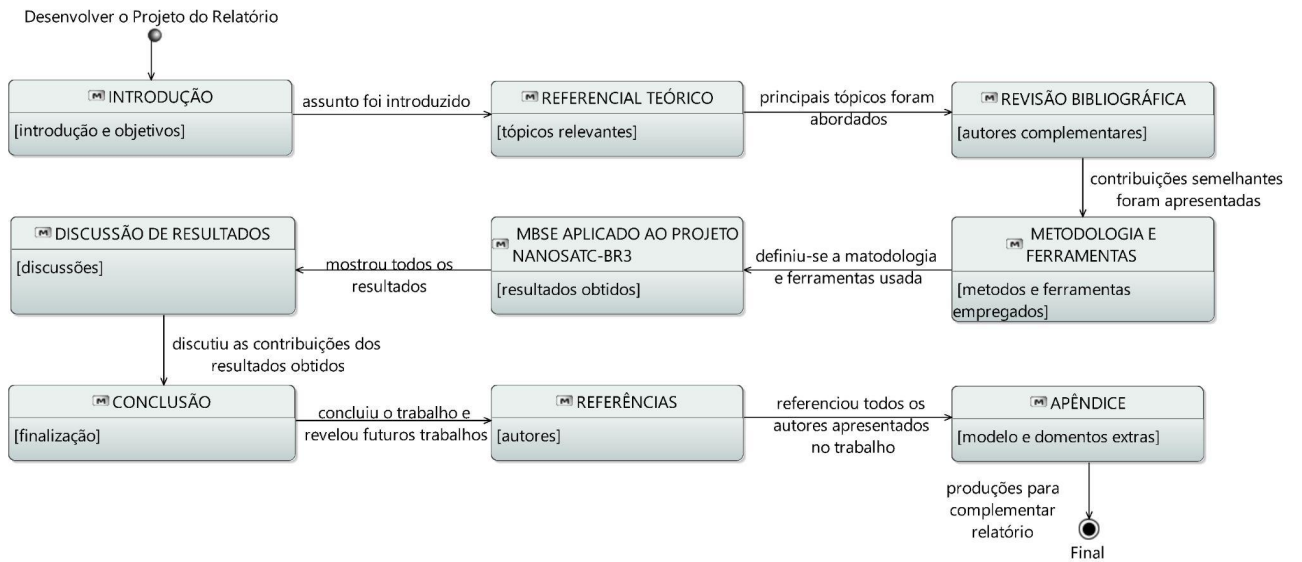 Desenvolver o Projeto do Relatório
INTRODUÇÃO
[introdução e objetivos]
assunto foi introduzido
REFERENCIAL TEÓRICO
[tópicos relevantes]
principais tópicos foram
abordados
REVISÃO BIBLIOGRÁFICA
[autores complementares]
contribuições semelhantes
foram apresentadas
METODOLOGIA E
FERRAMENTAS
[metodos e ferramentas
empregados]
definiu-se a matodologia
e ferramentas usada
MBSE APLICADO AO PROJETO
NANOSATC-BR3
[resultados obtidos]
mostrou todos os
resultados
DISCUSSÃO DE RESULTADOS
[discussões]
discutiu as contribuições dos
resultados obtidos
CONCLUSÃO
[finalização]
concluiu o trabalho e
revelou futuros trabalhos
REFERÊNCIAS
[autores]
referenciou todos os
autores apresentados
no trabalho
APÊNDICE
[modelo e domentos extras]
produções para
complementar
relatório
Final